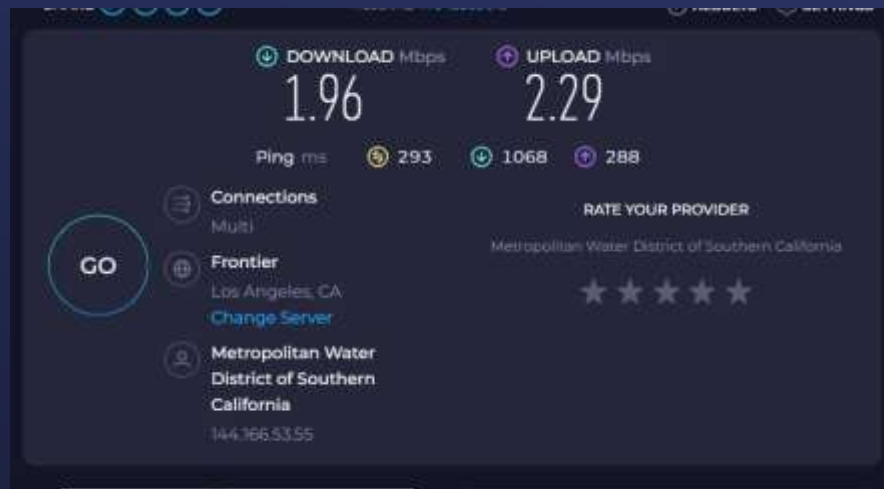 DOWNLOAD Mbps
1.96
UPLOAD Mbps
2.29
Ping ms 293 1068 288
GO
Connections
Multi
Frontier
Los Angeles, CA
Change Server
Metropolitan Water
District of Southern
California
144.166.53.55
RATE YOUR PROVIDER
Metropolitan Water District of Southern California